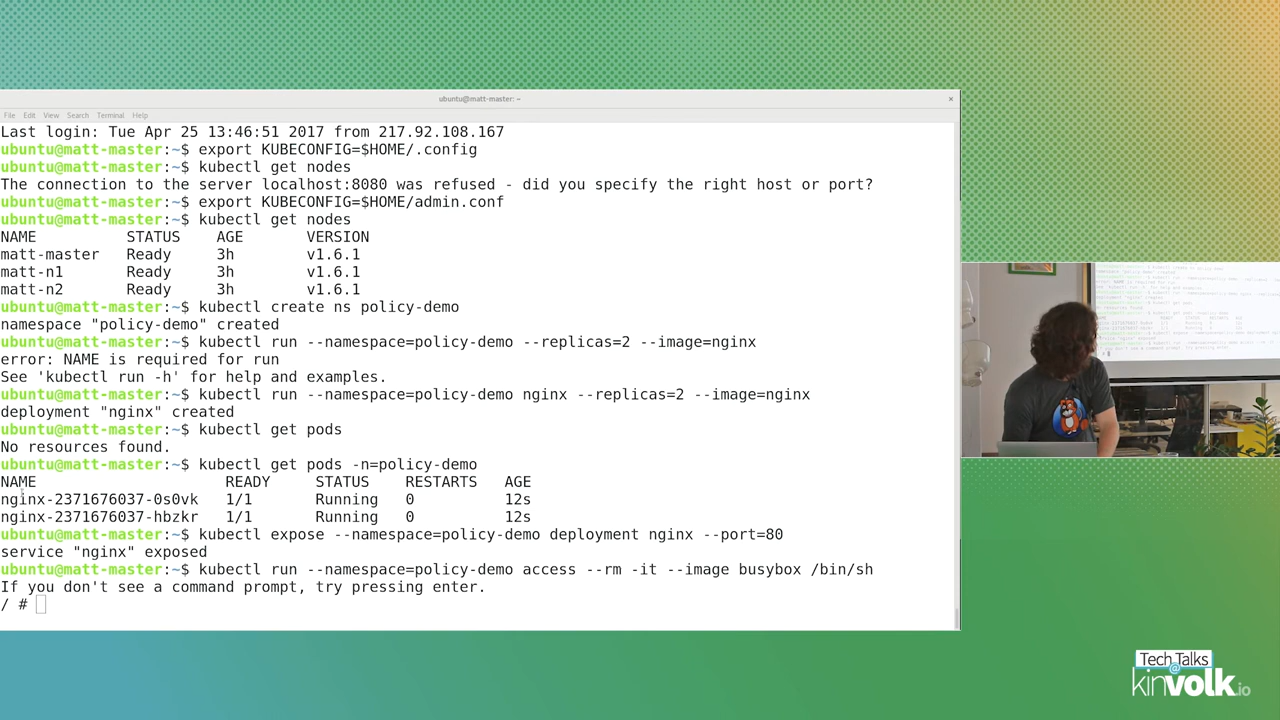 ubuntu@matt-master: ~
×
File Edit View Search Terminal Help
Last login: Tue Apr 25 13:46:51 2017 from 217.92.108.167
ubuntu@matt-master:~$ export KUBECONFIG=$HOME/.config
ubuntu@matt-master:~$ kubectl get nodes
The connection to the server localhost:8080 was refused - did you specify the right host or port?
ubuntu@matt-master:~$ export KUBECONFIG=$HOME/admin.conf
ubuntu@matt-master:~$ kubectl get nodes
NAME STATUS AGE VERSION
matt-master Ready 3h v1.6.1
matt-n1 Ready 3h v1.6.1
matt-n2 Ready 3h v1.6.1
ubuntu@matt-master:~$ kubectl create ns policy-demo
namespace "policy-demo" created
ubuntu@matt-master:~$ kubectl run --namespace=policy-demo --replicas=2 --image=nginx
error: NAME is required for run
See 'kubectl run -h' for help and examples.
ubuntu@matt-master:~$ kubectl run --namespace=policy-demo nginx --replicas=2 --image=nginx
deployment "nginx" created
ubuntu@matt-master:~$ kubectl get pods
No resources found.
ubuntu@matt-master:~$ kubectl get pods -n=policy-demo
NAME READY STATUS RESTARTS AGE
nginx-2371676037-0s0vk 1/1 Running 0 12s
nginx-2371676037-hbzkr 1/1 Running 0 12s
ubuntu@matt-master:~$ kubectl expose --namespace=policy-demo deployment nginx --port=80
service "nginx" exposed
ubuntu@matt-master:~$ kubectl run --namespace=policy-demo access --rm -it --image busybox /bin/sh
If you don't see a command prompt, try pressing enter.
/ #
Tech Talks
@
kinvolk.io